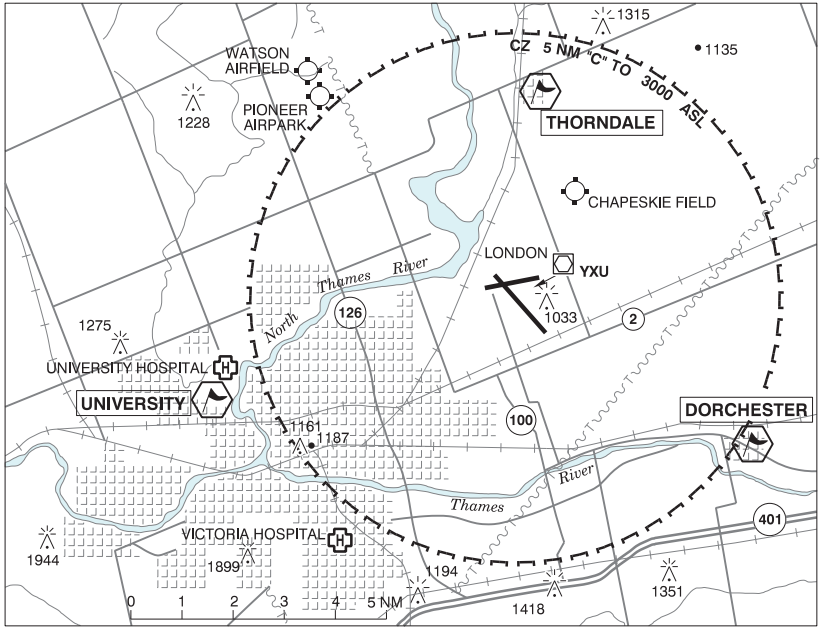 1315
CZ 5 NM "C" TO 3000 ASL
1135
WATSON
AIRFIELD
PIONEER
AIRPARK
1228
THORNDALE
CHAPESKIE FIELD
LONDON
YXU
1033
North Thames River
126
2
1275
UNIVERSITY HOSPITAL
H
UNIVERSITY
DORCHESTER
100
1161
1187
Thames River
401
VICTORIA HOSPITAL
H
1944
1899
1194
1418
1351
0 1 2 3 4 5 NM